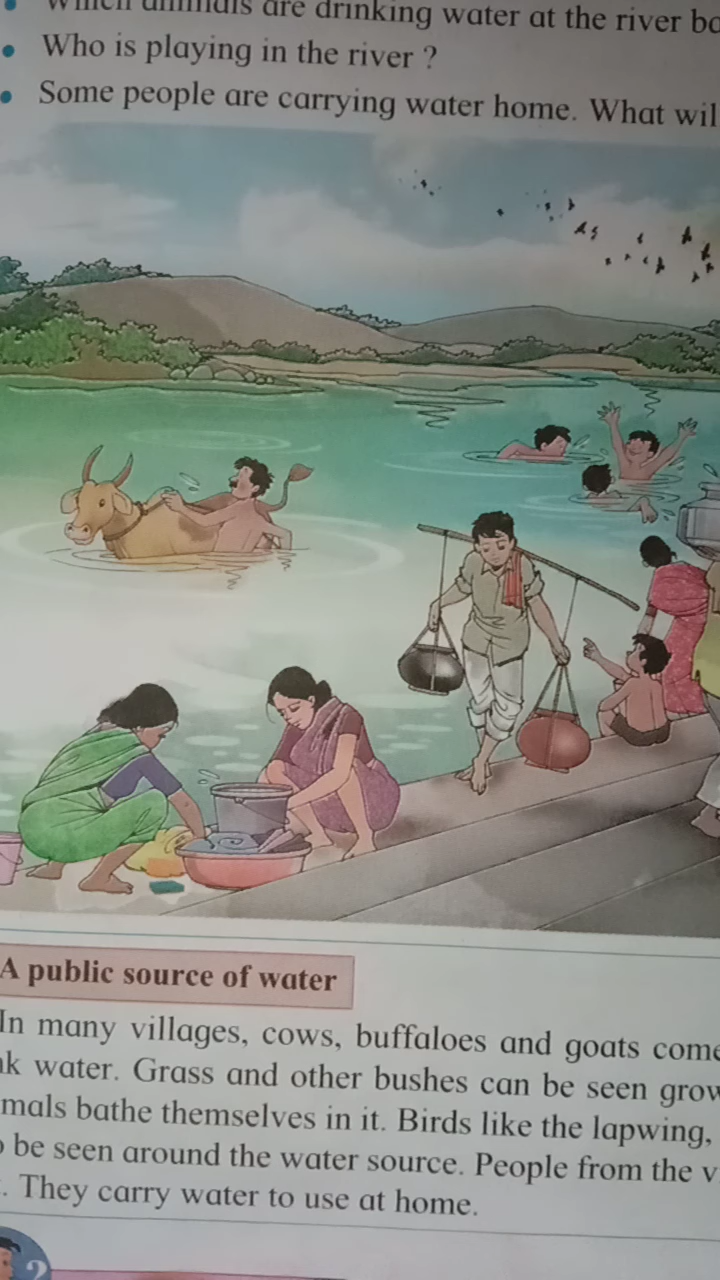 Which animals are drinking water at the river
Who is playing in the river ?
Some people are carrying water home. What
A public source of water
In many villages, cows, buffaloes and goats come
water. Grass and other bushes can be seen
bathe themselves in it. Birds like the lapwing,
be seen around the water source. People from the
. They carry water to use at home.
?